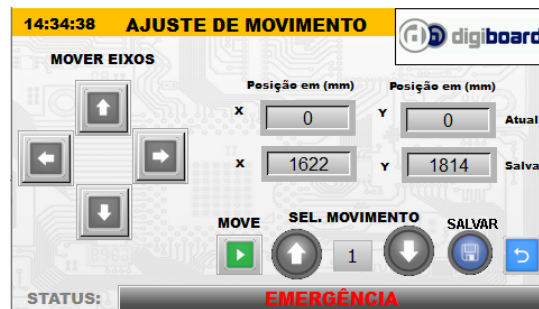 14:34:38 AJUSTE DE MOVIMENTO digiboard
MOVER EIXOS
Posição em (mm) Posição em (mm)
X 0 Y 0 Atual
X 1622 Y 1814 Salva
MOVE SEL. MOVIMENTO SALVAR
1
STATUS: EMERGÊNCIA